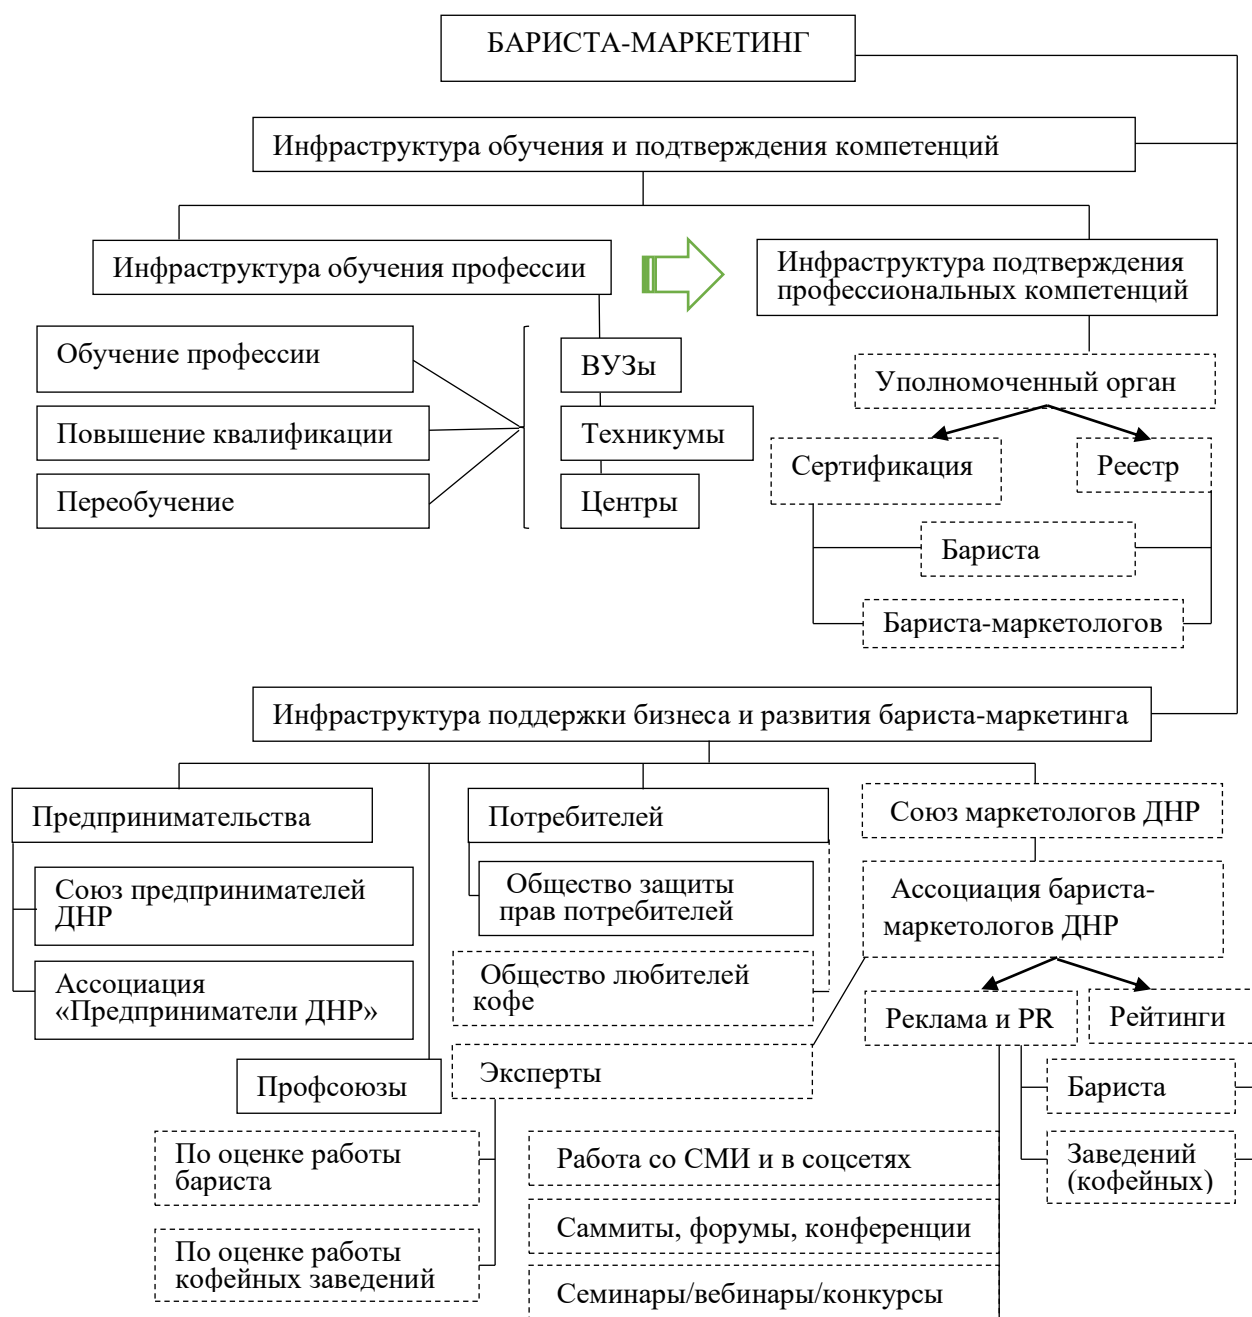 БАРИСТА-МАРКЕТИНГ
Инфраструктура обучения и подтверждения компетенций
Инфраструктура обучения профессии
Инфраструктура подтверждения
профессиональных компетенций
Обучение профессии
Повышение квалификации
Переобучение
ВУЗы
Техникумы
Центры
Уполномоченный орган
Сертификация
Реестр
Бариста
Бариста-маркетологов
Инфраструктура поддержки бизнеса и развития бариста-маркетинга
Предпринимательства
Союз предпринимателей
ДНР
Ассоциация
«Предприниматели ДНР»
Профсоюзы
Потребителей
Общество защиты
прав потребителей
Общество любителей
кофе
Союз маркетологов ДНР
Ассоциация бариста-
маркетологов ДНР
Реклама и PR
Рейтинги
Бариста
Заведений
(кофейных)
Эксперты
По оценке работы
бариста
По оценке работы
кофейных заведений
Работа со СМИ и в соцсетях
Саммиты, форумы, конференции
Семинары/вебинары/конкурсы